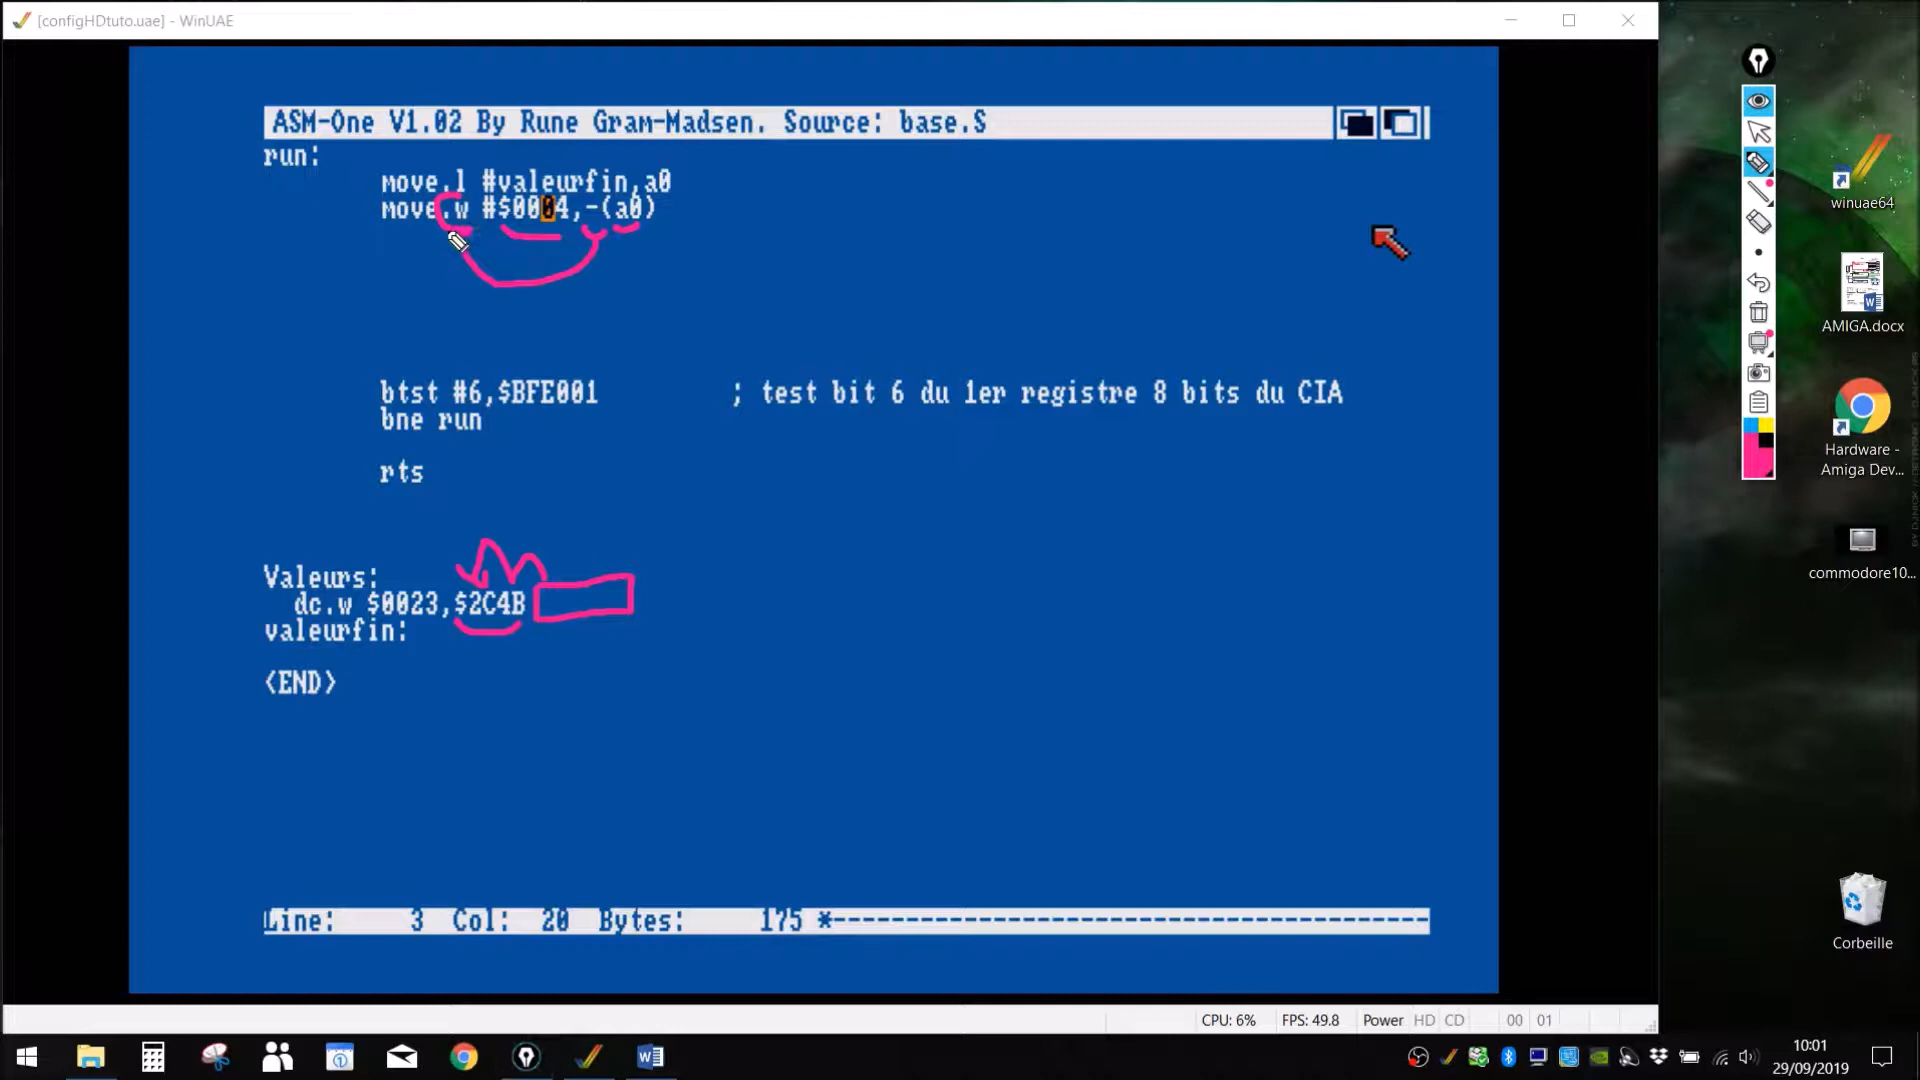 [configHDtuto.uae] - WinUAE
ASM-One V1.02 By Rune Gram-Madsen. Source: base.S
run:
move.l #valeurfin,a0
move.w #$0004,-(a0)
btst #6,$BFE001 ; test bit 6 du 1er registre 8 bits du CIA
bne run
rts
Valeurs:
dc.w $0023,$2C4B
valeurfin:
<END>
Line: 3 Col: 20 Bytes: 175 *------------------------------------------
CPU: 6% FPS: 49.8 Power HD CD 00 01
winuae64
AMIGA.docx
Hardware -
Amiga Dev...
commodore10...
Corbeille
10:01
29/09/2019